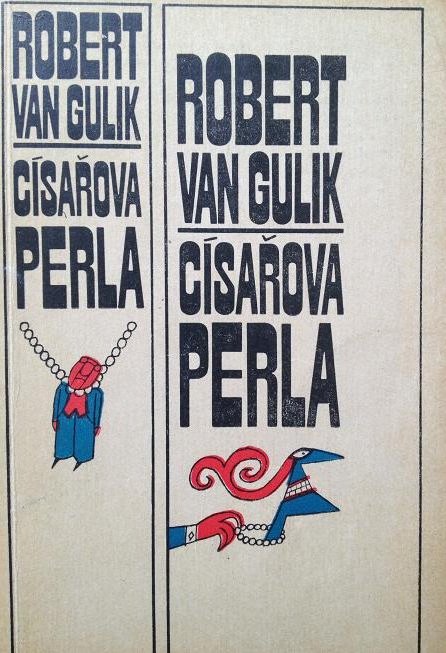 ROBERT
VAN GULIK
CÍSAŘOVA
PERLA
ROBERT
VAN GULIK
CÍSAŘOVA
PERLA